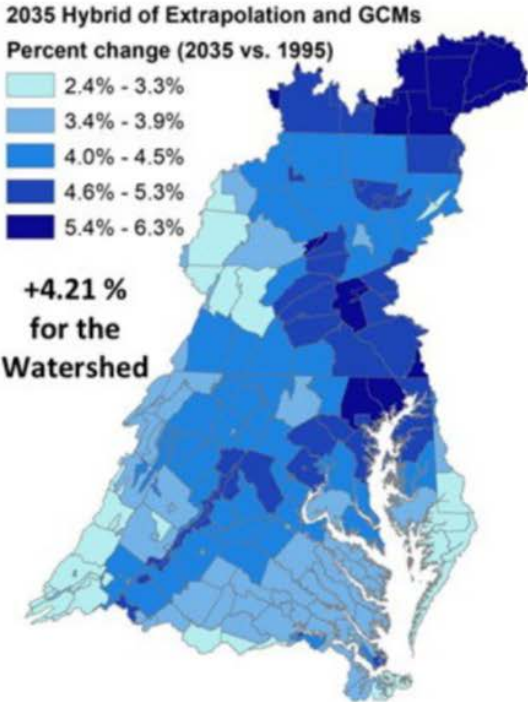 2035 Hybrid of Extrapolation and GCMs
Percent change (2035 vs. 1995)
2.4% - 3.3%
3.4% - 3.9%
4.0% - 4.5%
4.6% - 5.3%
5.4% - 6.3%
+4.21 %
for the
Watershed